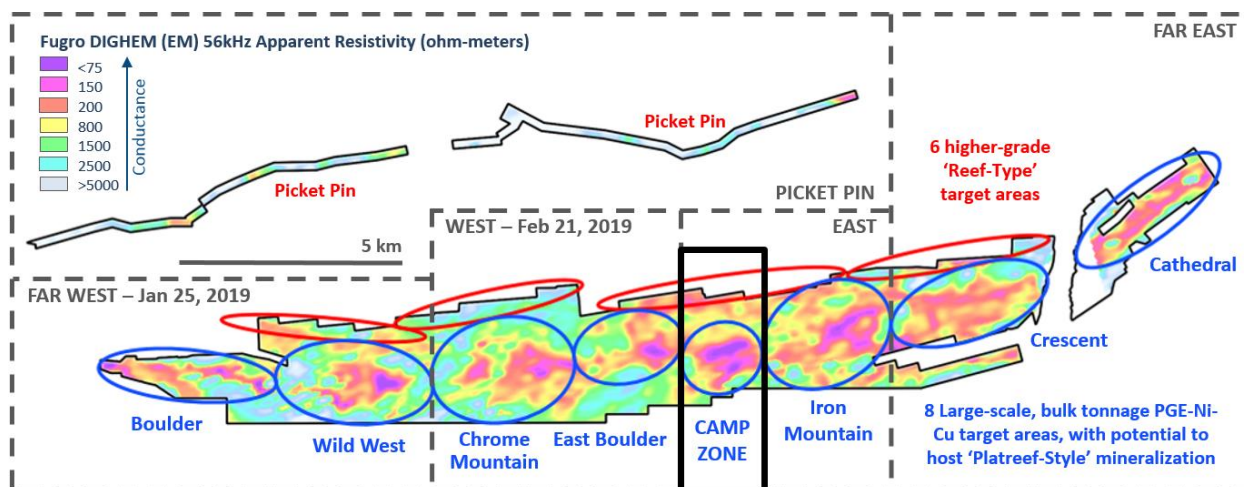 Fugro DIGHEM (EM) 56kHz Apparent Resistivity (ohm-meters)
<75
150
200
800
1500
2500
>5000
Conductance
FAR EAST
Picket Pin
Picket Pin
6 higher-grade
‘Reef-Type’
target areas
PICKET PIN
WEST – Feb 21, 2019
EAST
5 km
FAR WEST – Jan 25, 2019
Cathedral
Crescent
Boulder
Wild West
Chrome
Mountain
East Boulder
CAMP
ZONE
Iron
Mountain
8 Large-scale, bulk tonnage PGE-Ni-
Cu target areas, with potential to
host ‘Platreef-Style’ mineralization